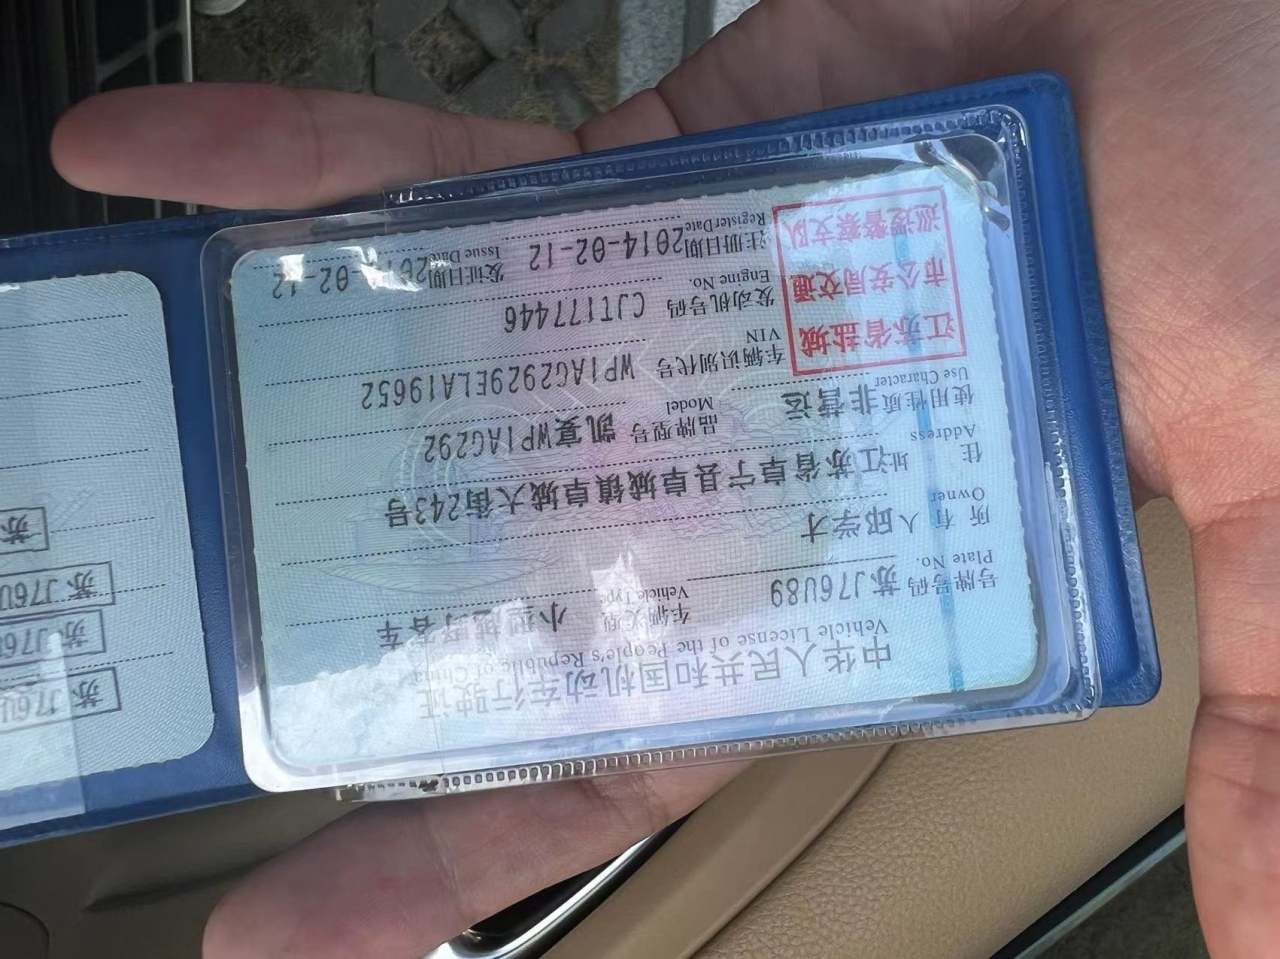 中华人民共和国机动车行驶证
Vehicle License of the People's Republic of China
号牌号码 苏J76U89 车辆类型 小型越野客车
Plate No. Vehicle Type
所有人 邱学才
Owner
住址 江苏省阜宁县阜城镇阜城大街243号
Address
使用性质 非营运 品牌型号 凯宴WP1AG292
Use Character Model
江苏省盐城
市公安局交通
巡逻警察支队
车辆识别代号 WP1AG2929ELA19652
VIN
发动机号码 CJT177446
Engine No.
注册日期 2014-02-12 发证日期 2014-02-12
Register Date Issue Date
苏J76U
苏J76
苏J76U
苏